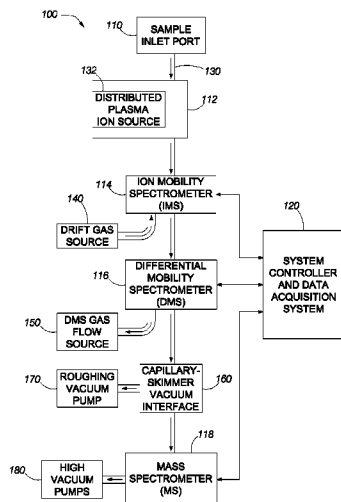 100
110
SAMPLE
INLET PORT
130
132
DISTRIBUTED
PLASMA
ION SOURCE
112
114
ION MOBILITY
SPECTROMETER
(IMS)
140
DRIFT GAS
SOURCE
120
SYSTEM
CONTROLLER
AND DATA
ACQUISITION
SYSTEM
116
DIFFERENTIAL
MOBILITY
SPECTROMETER
(DMS)
150
DMS GAS
FLOW
SOURCE
170
ROUGHING
VACUUM
PUMP
CAPILLARY-
SKIMMER
VACUUM
INTERFACE
160
118
180
HIGH
VACUUM
PUMPS
MASS
SPECTROMETER
(MS)